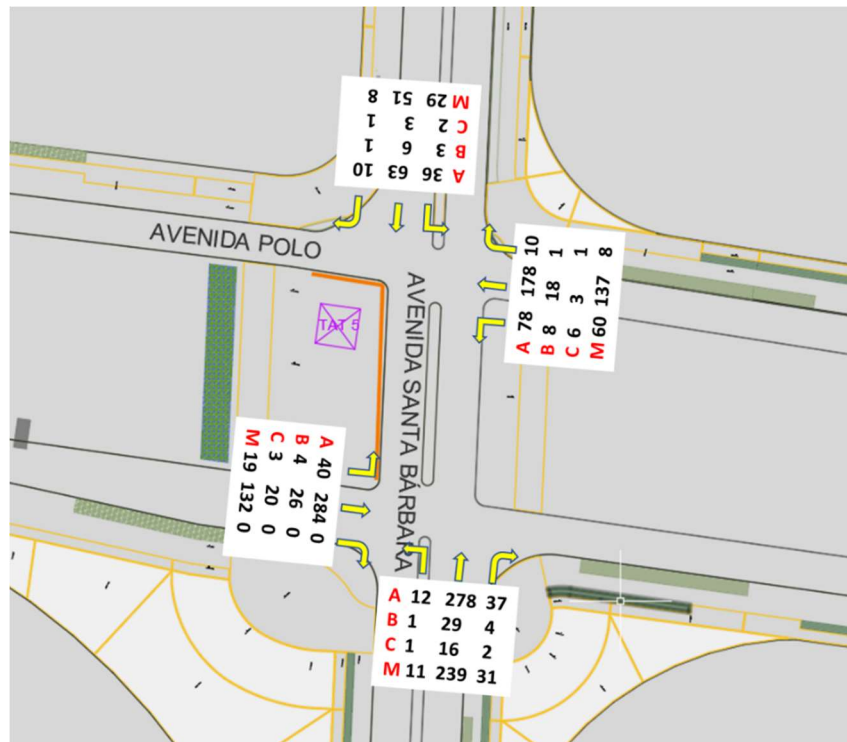 A 36 63 10
B 3 6 1
C 2 3 1
M 29 51 8
AVENIDA POLO
A 78 178 10
B 8 18 1
C 6 3 1
M 60 137 8
TAT 5
AVENIDA SANTA BÁRBARA
A 40 284 0
B 4 26 0
C 3 20 0
M 19 132 0
A 12 278 37
B 1 29 4
C 1 16 2
M 11 239 31